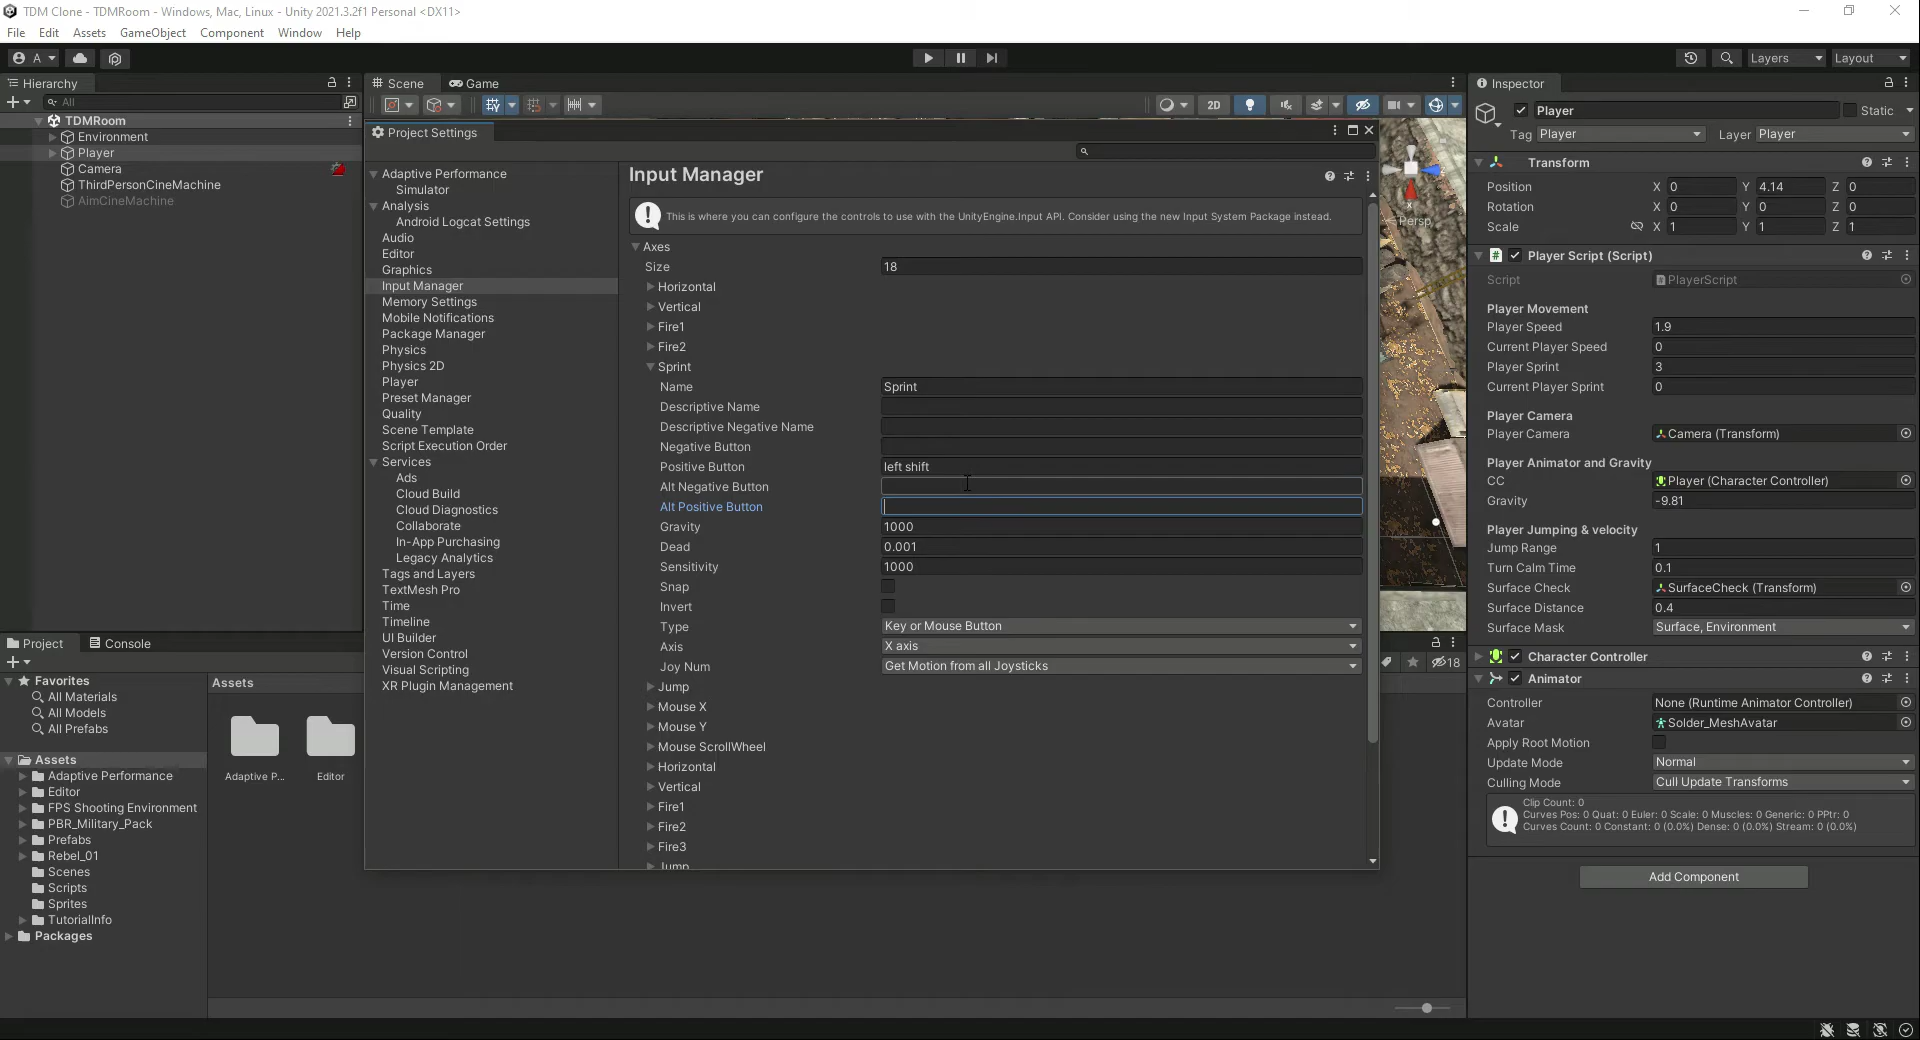 TDM Clone - TDMRoom - Windows, Mac, Linux - Unity 2021.3.2f1 Personal <DX11>
File Edit Assets GameObject Component Window Help
A Layers Layout
Hierarchy
All
TDMRoom
Environment
Player
Camera
ThirdPersonCineMachine
AimCineMachine
Scene Game
2D
Project Settings
Adaptive Performance
Simulator
Analysis
Android Logcat Settings
Audio
Editor
Graphics
Input Manager
Memory Settings
Mobile Notifications
Package Manager
Physics
Physics 2D
Player
Preset Manager
Quality
Scene Template
Script Execution Order
Services
Ads
Cloud Build
Cloud Diagnostics
Collaborate
In-App Purchasing
Legacy Analytics
Tags and Layers
TextMesh Pro
Time
Timeline
UI Builder
Version Control
Visual Scripting
XR Plugin Management
Input Manager
This is where you can configure the controls to use with the UnityEngine.Input API. Consider using the new Input System Package instead.
Axes
Size 18
Horizontal
Vertical
Fire1
Fire2
Sprint
Name Sprint
Descriptive Name
Descriptive Negative Name
Negative Button
Positive Button left shift
Alt Negative Button
Alt Positive Button
Gravity 1000
Dead 0.001
Sensitivity 1000
Snap
Invert
Type Key or Mouse Button
Axis X axis
Joy Num Get Motion from all Joysticks
Jump
Mouse X
Mouse Y
Mouse ScrollWheel
Horizontal
Vertical
Fire1
Fire2
Fire3
Jump
x
Persp
Inspector
Player Static
Tag Player Layer Player
Transform
Position X 0 Y 4.14 Z 0
Rotation X 0 Y 0 Z 0
Scale X 1 Y 1 Z 1
Player Script (Script)
Script PlayerScript
Player Movement
Player Speed 1.9
Current Player Speed 0
Player Sprint 3
Current Player Sprint 0
Player Camera
Player Camera Camera (Transform)
Player Animator and Gravity
CC Player (Character Controller)
Gravity -9.81
Player Jumping & velocity
Jump Range 1
Turn Calm Time 0.1
Surface Check SurfaceCheck (Transform)
Surface Distance 0.4
Surface Mask Surface, Environment
Character Controller
Animator
Controller None (Runtime Animator Controller)
Avatar Solder_MeshAvatar
Apply Root Motion
Update Mode Normal
Culling Mode Cull Update Transforms
Clip Count: 0
Curves Pos: 0 Quat: 0 Euler: 0 Scale: 0 Muscles: 0 Generic: 0 PPtr: 0
Curves Count: 0 Constant: 0 (0.0%) Dense: 0 (0.0%) Stream: 0 (0.0%)
Add Component
Project Console
18
Favorites
All Materials
All Models
All Prefabs
Assets
Adaptive Performance
Editor
FPS Shooting Environment
PBR_Military_Pack
Prefabs
Rebel_01
Scenes
Scripts
Sprites
TutorialInfo
Packages
Assets
Adaptive P... Editor